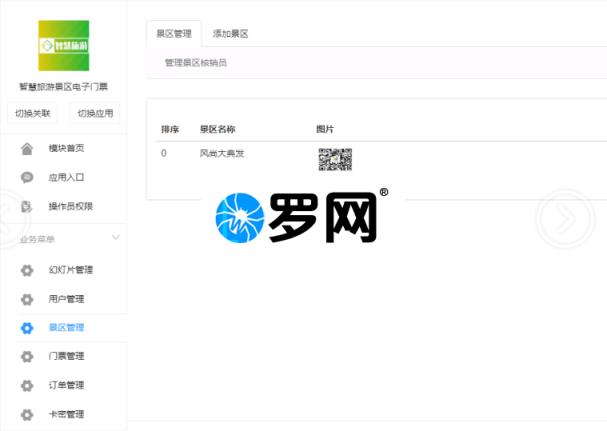 智慧旅游
智慧旅游景区电子门票
切换关联
切换应用
模块首页
应用入口
操作员权限
业务菜单
幻灯片管理
用户管理
景区管理
门票管理
订单管理
卡密管理
景区管理
添加景区
管理景区核销员
排序
景区名称
图片
0
风尚大典发
罗网®